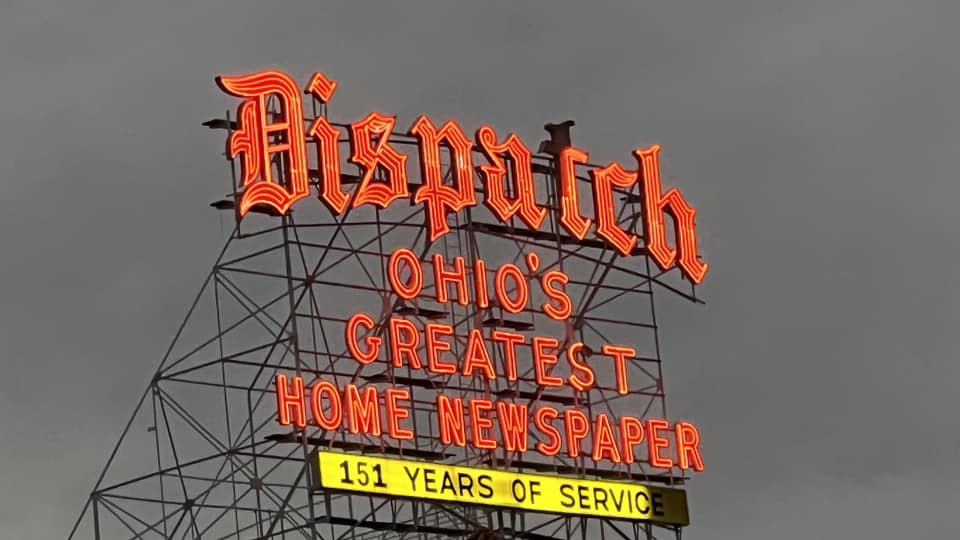 Dispatch
OHIO'S
GREATEST
HOME NEWSPAPER
151 YEARS OF SERVICE